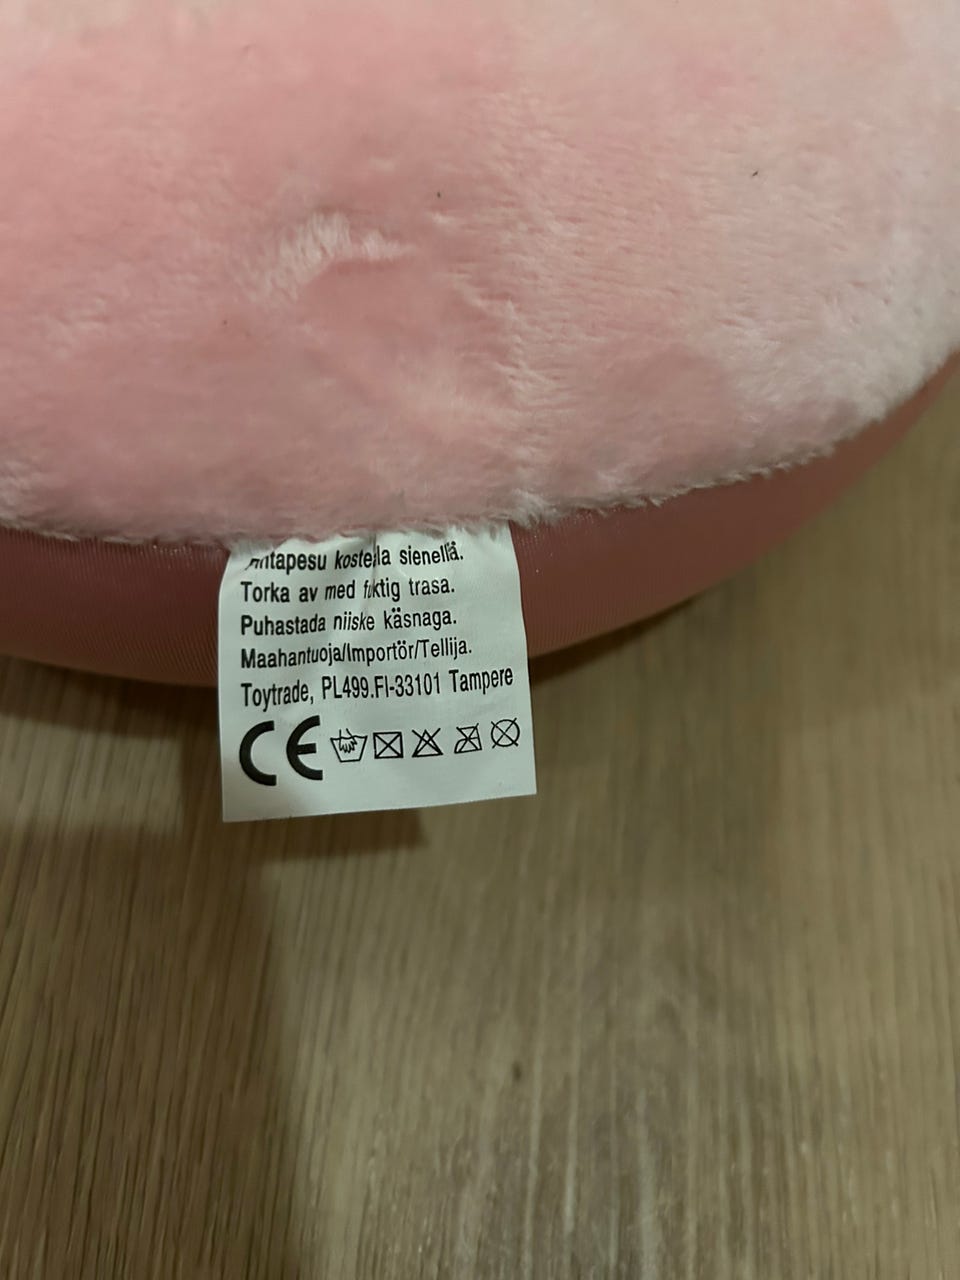 Pintapesu kostealla sienellä.
Torka av med fuktig trasa.
Puhastada niiske käsnaga.
Maahantuoja/Importör/Tellija.
Toytrade, PL499.FI-33101 Tampere
CE